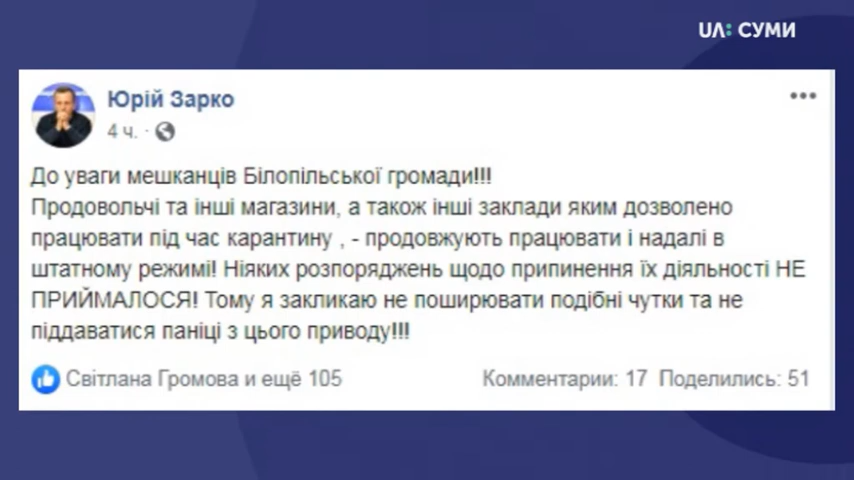 UA: СУМИ
Юрій Зарко
4 ч. ·
До уваги мешканців Білопільської громади!!!
Продовольчі та інші магазини, а також інші заклади яким дозволено
працювати під час карантину , - продовжують працювати і надалі в
штатному режимі! Ніяких розпоряджень щодо припинення їх діяльності НЕ
ПРИЙМАЛОСЯ! Тому я закликаю не поширювати подібні чутки та не
піддаватися паніці з цього приводу!!!
Світлана Громова и ещё 105 Комментарии: 17 Поделились: 51